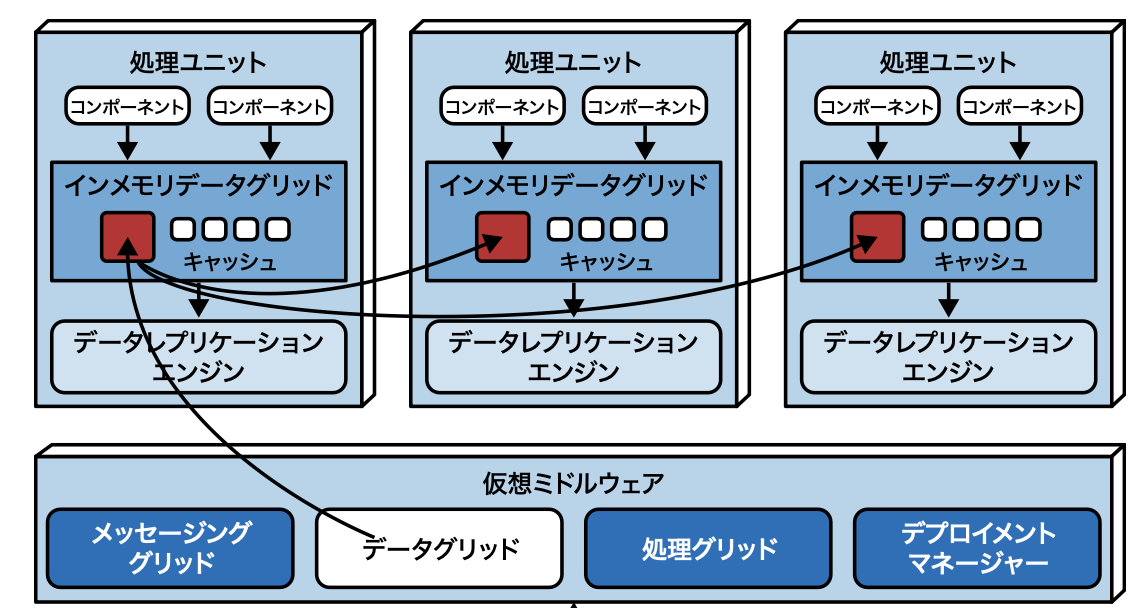 処理ユニット
コンポーネント
コンポーネント
インメモリデータグリッド
キャッシュ
データレプリケーション
エンジン
処理ユニット
コンポーネント
コンポーネント
インメモリデータグリッド
キャッシュ
データレプリケーション
エンジン
処理ユニット
コンポーネント
コンポーネント
インメモリデータグリッド
キャッシュ
データレプリケーション
エンジン
仮想ミドルウェア
メッセージング
グリッド
データグリッド
処理グリッド
デプロイメント
マネージャー